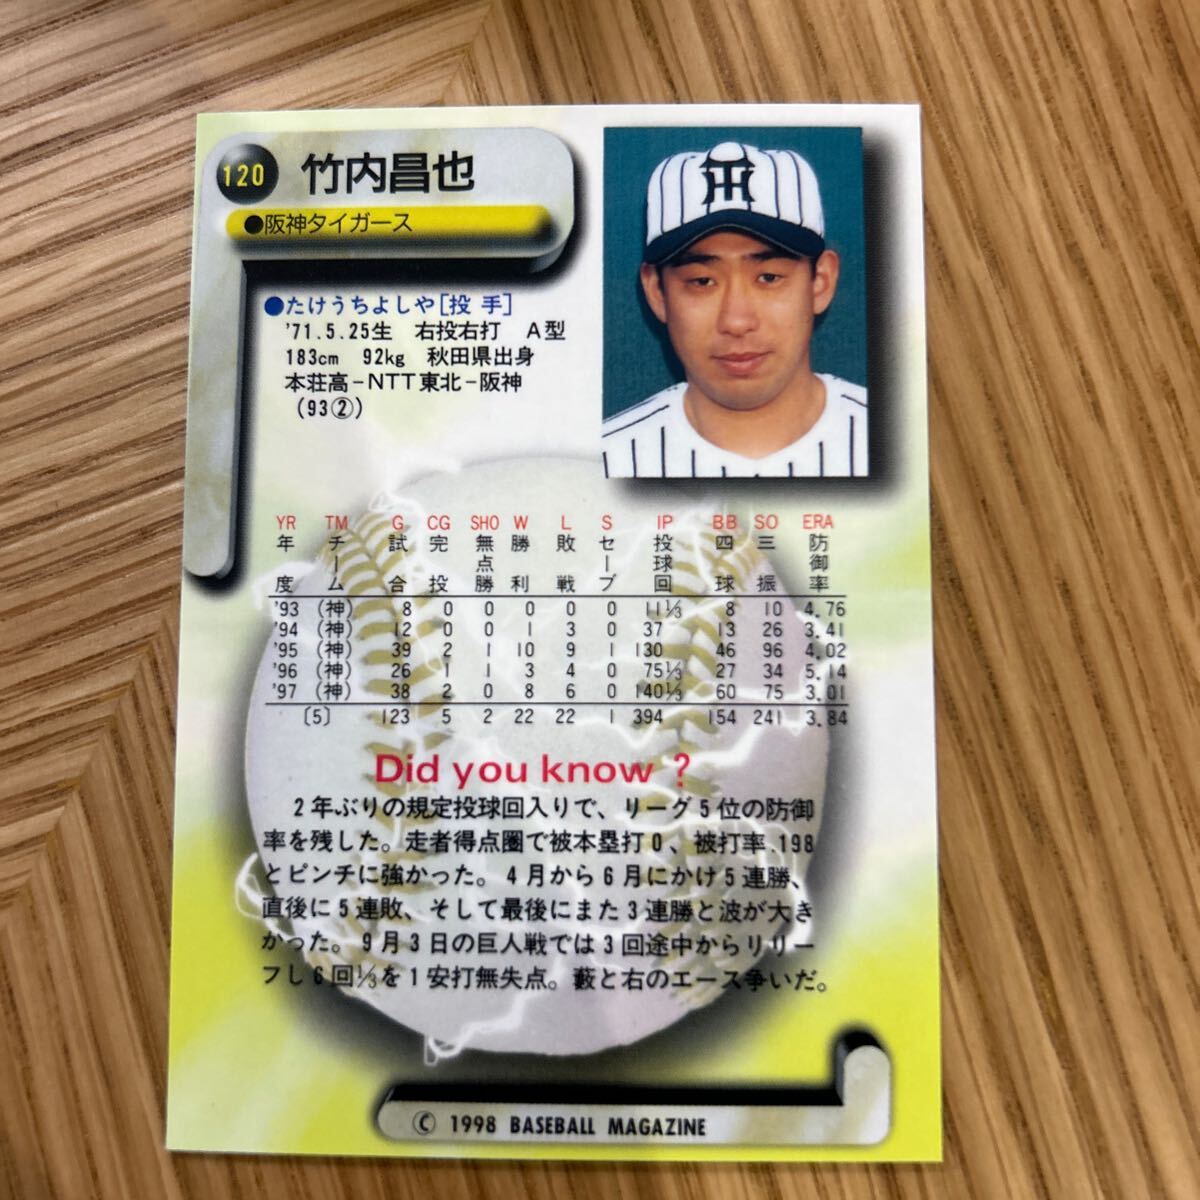 120 竹内昌也
●阪神タイガース
●たけうちよしや[投 手]
'71.5.25生 右投右打 A型
183cm 92kg 秋田県出身
本荘高-NTT東北-阪神
(93②)
YR TM G CG SHO W L S IP BB SO ERA
年度 チーム 試合 完投 無点勝 勝利 敗戦 セーブ 投球回 四球 三振 防御率
'93 (神) 8 0 0 0 0 0 11⅓ 8 10 4.76
'94 (神) 12 0 0 1 3 0 37 13 26 3.41
'95 (神) 39 2 1 10 9 1 130 46 96 4.02
'96 (神) 26 1 1 3 4 0 75⅓ 27 34 5.14
'97 (神) 38 2 0 8 6 0 140⅓ 60 75 3.01
〔5〕 123 5 2 22 22 1 394 154 241 3.84
Did you know ?
2年ぶりの規定投球回入りで、リーグ5位の防御
率を残した。走者得点圏で被本塁打0、被打率.198
とピンチに強かった。4月から6月にかけ5連勝、
直後に5連敗、そして最後にまた3連勝と波が大き
かった。9月3日の巨人戦では3回途中からリリー
フし6回⅓を1安打無失点。藪と右のエース争いだ。
© 1998 BASEBALL MAGAZINE